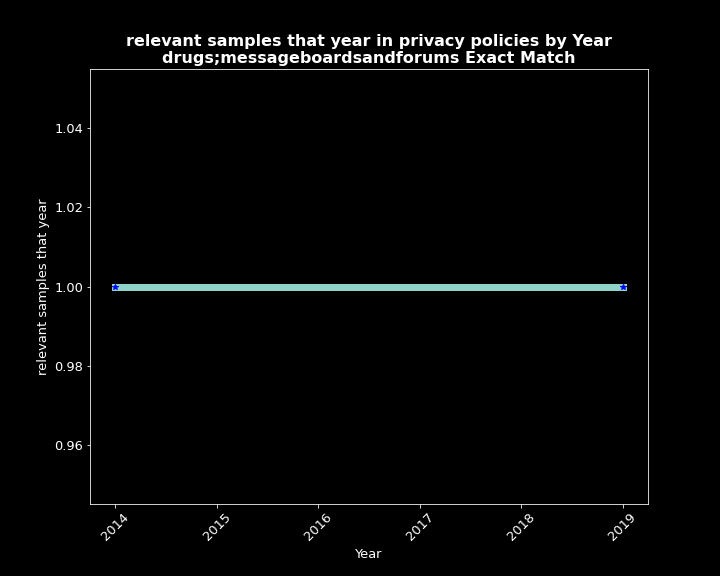 relevant samples that year in privacy policies by Year
drugs;messageboardsandforums Exact Match
relevant samples that year
1.04
1.02
1.00
0.98
0.96
2014
2015
2016
2017
2018
2019
Year